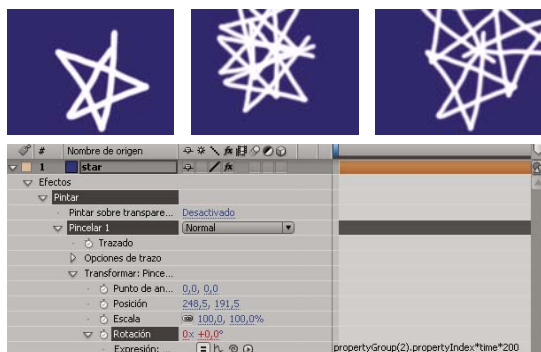 # Nombre de origen
1 star
Efectos
Pintar
Pintar sobre transpare... Desactivado
Pincelar 1 Normal
Trazado
Opciones de trazo
Transformar: Pince...
Punto de an... 0,0, 0,0
Posición 248,5, 191,5
Escala 100,0, 100,0%
Rotación 0x +0,0°
Expresión: ... propertyGroup(2).propertyIndex*time*200